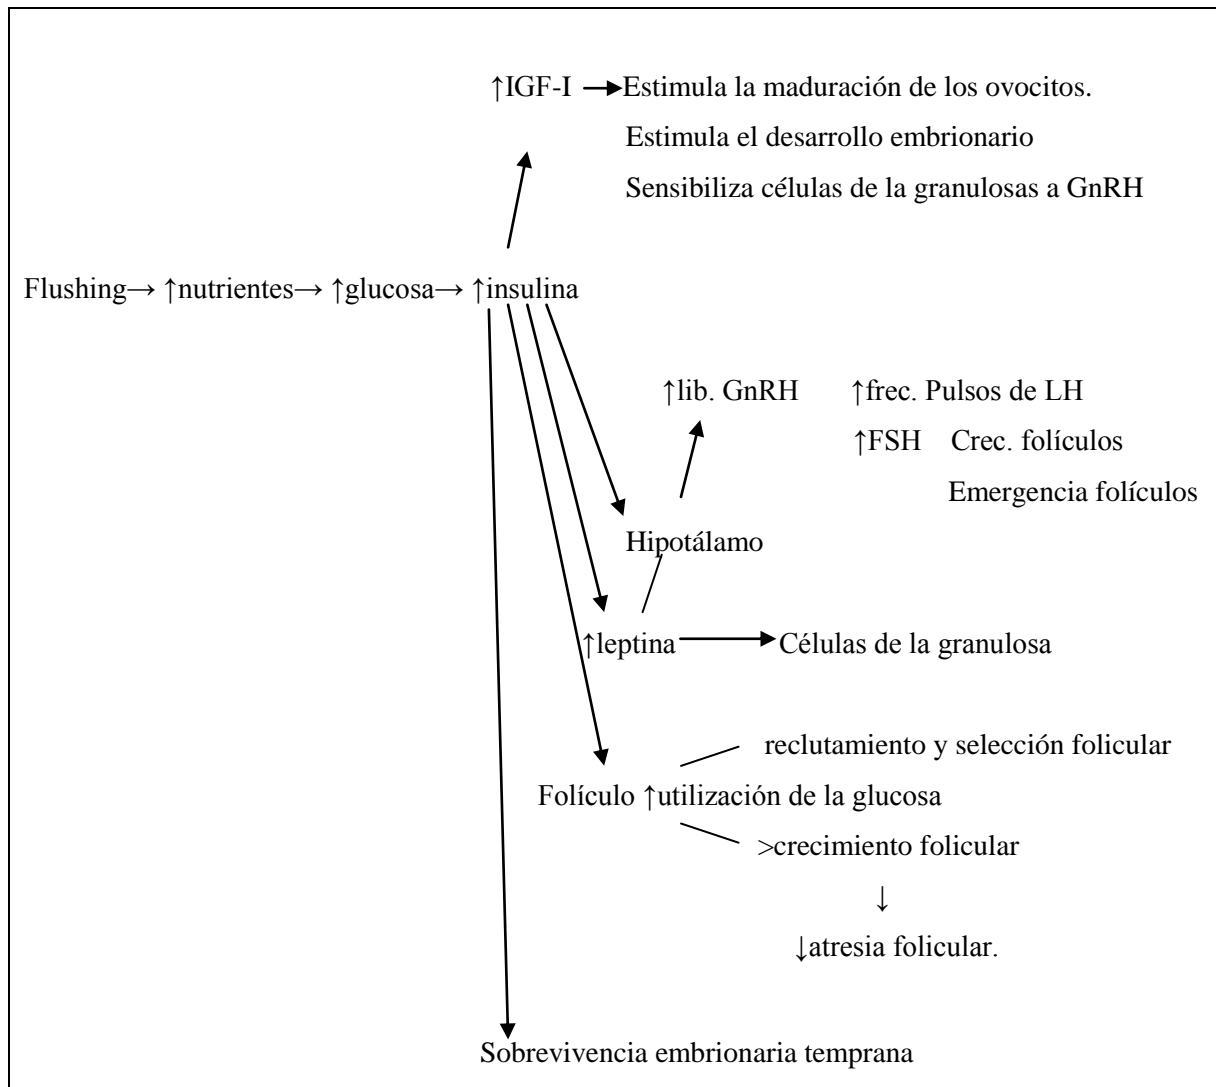 ↑IGF-I → Estimula la maduración de los ovocitos.
Estimula el desarrollo embrionario
Sensibiliza células de la granulosas a GnRH
Flushing→ ↑nutrientes→ ↑glucosa→ ↑insulina
↑lib. GnRH ↑frec. Pulsos de LH
↑FSH Crec. folículos
Emergencia folículos
Hipotálamo
↑leptina → Células de la granulosa
reclutamiento y selección folicular
Folículo ↑utilización de la glucosa
>crecimiento folicular
↓
↓atresia folicular.
Sobrevivencia embrionaria temprana